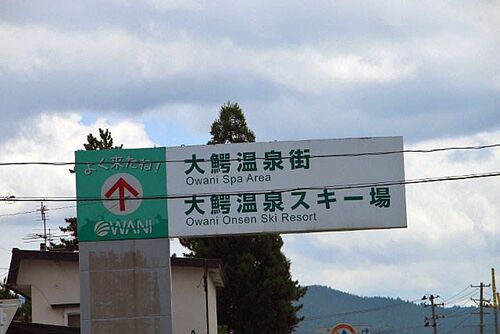 よく来たね!
OWANI
大鰐温泉街
Owani Spa Area
大鰐温泉スキー場
Owani Onsen Ski Resort